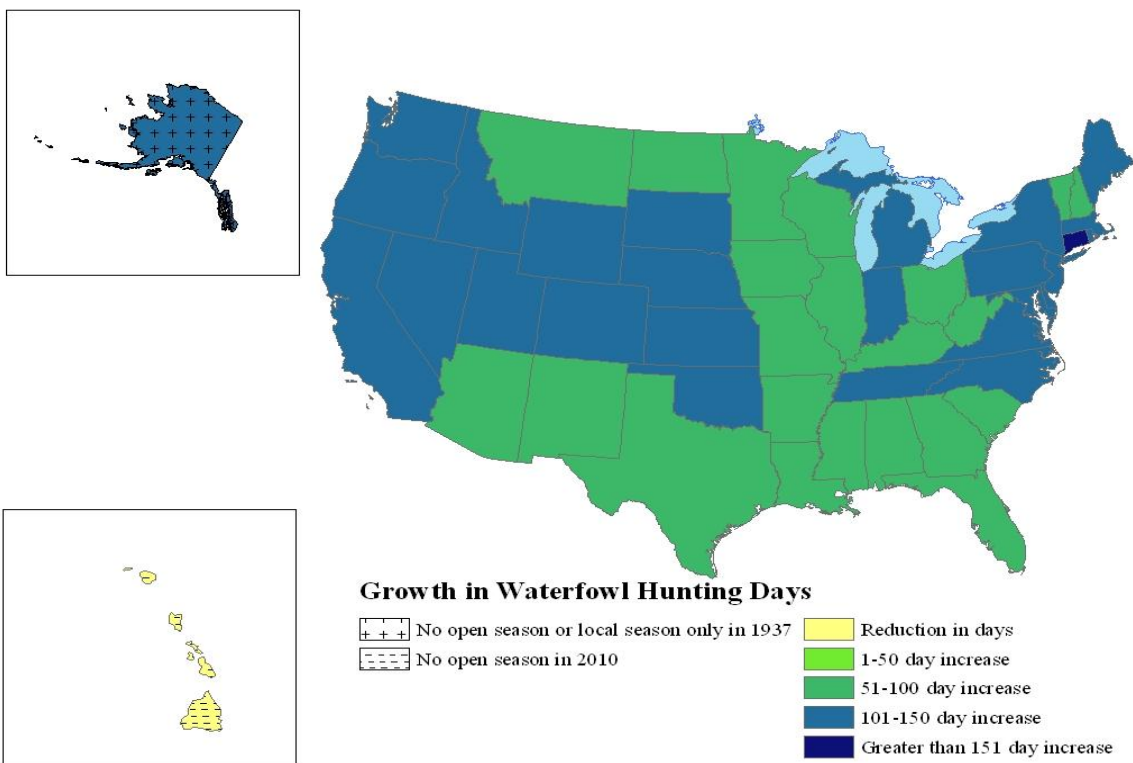 Growth in Waterfowl Hunting Days
No open season or local season only in 1937
No open season in 2010
Reduction in days
1-50 day increase
51-100 day increase
101-150 day increase
Greater than 151 day increase